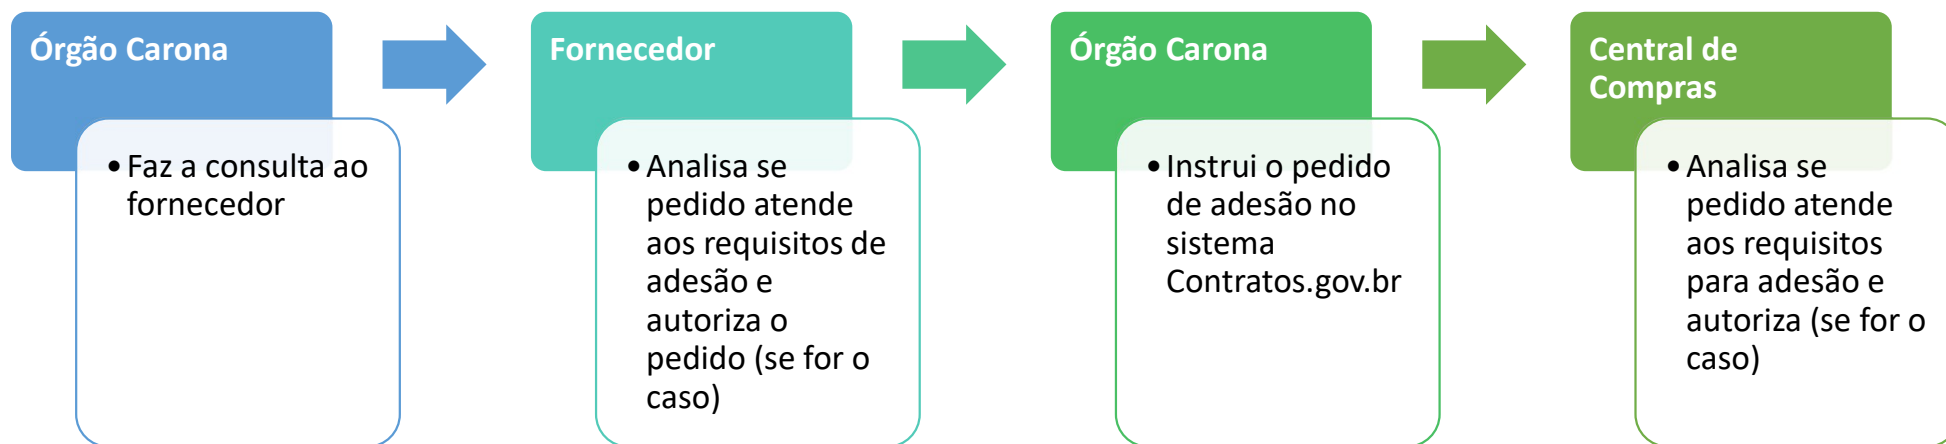 Órgão Carona
• Faz a consulta ao
fornecedor
Fornecedor
• Analisa se
pedido atende
aos requisitos de
adesão e
autoriza o
pedido (se for o
caso)
Órgão Carona
• Instrui o pedido
de adesão no
sistema
Contratos.gov.br
Central de
Compras
• Analisa se
pedido atende
aos requisitos
para adesão e
autoriza (se for o
caso)